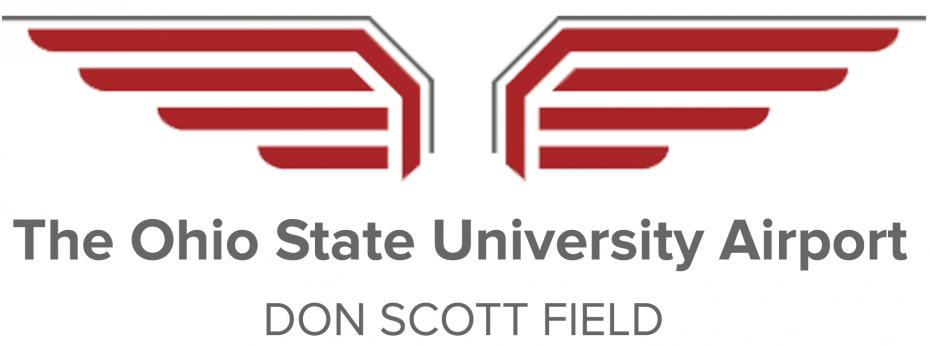 The Ohio State University Airport
DON SCOTT FIELD